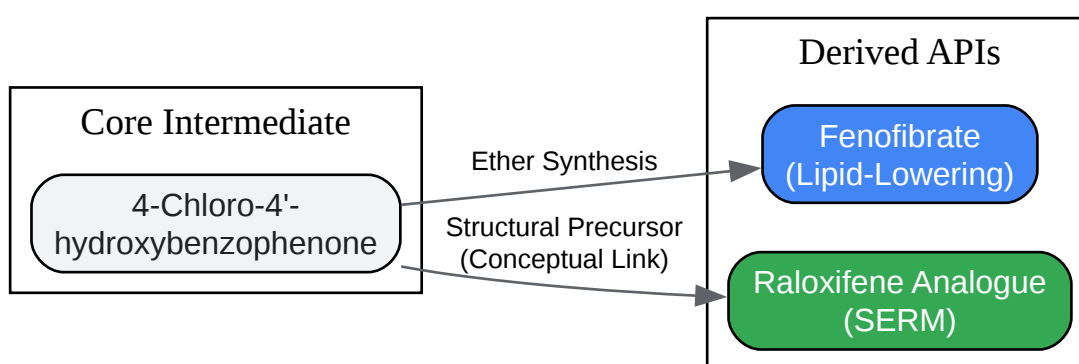 Core Intermediate
4-Chloro-4'-
hydroxybenzophenone
Ether Synthesis
Structural Precursor
(Conceptual Link)
Derived APIs
Fenofibrate
(Lipid-Lowering)
Raloxifene Analogue
(SERM)